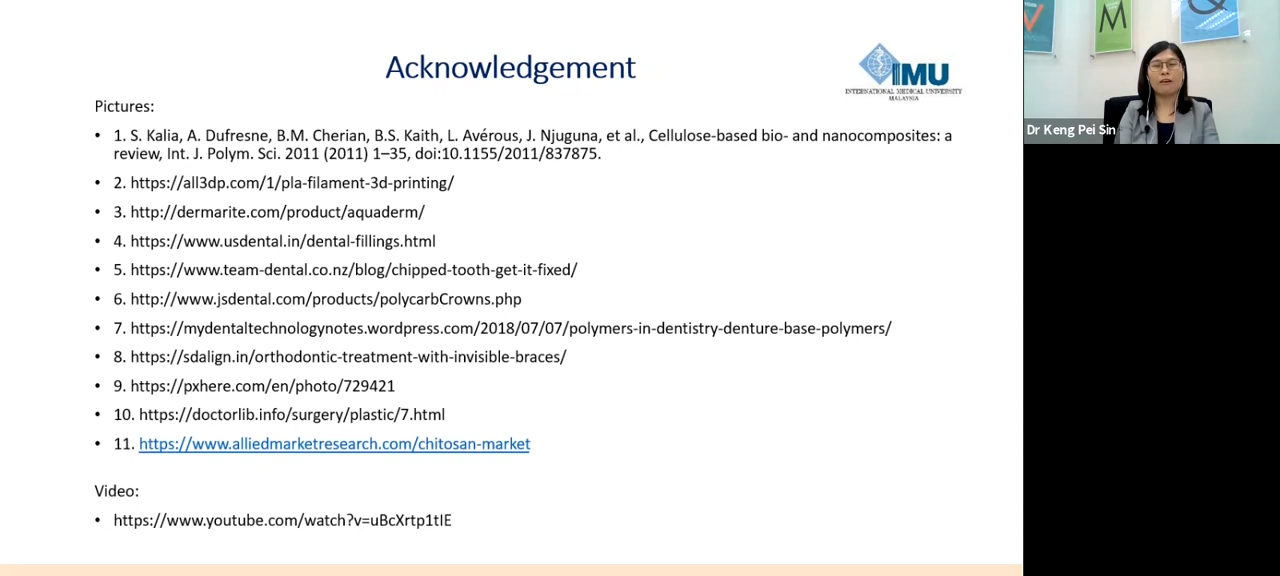 Acknowledgement
IMU
INTERNATIONAL MEDICAL UNIVERSITY
MALAYSIA
Pictures:
• 1. S. Kalia, A. Dufresne, B.M. Cherian, B.S. Kaith, L. Avérous, J. Njuguna, et al., Cellulose-based bio- and nanocomposites: a
review, Int. J. Polym. Sci. 2011 (2011) 1–35, doi:10.1155/2011/837875.
• 2. https://all3dp.com/1/pla-filament-3d-printing/
• 3. http://dermarite.com/product/aquaderm/
• 4. https://www.usdental.in/dental-fillings.html
• 5. https://www.team-dental.co.nz/blog/chipped-tooth-get-it-fixed/
• 6. http://www.jsdental.com/products/polycarbCrowns.php
• 7. https://mydentaltechnologynotes.wordpress.com/2018/07/07/polymers-in-dentistry-denture-base-polymers/
• 8. https://sdalign.in/orthodontic-treatment-with-invisible-braces/
• 9. https://pxhere.com/en/photo/729421
• 10. https://doctorlib.info/surgery/plastic/7.html
• 11. https://www.alliedmarketresearch.com/chitosan-market
Video:
• https://www.youtube.com/watch?v=uBcXrtp1tIE
M
Dr Keng Pei Sin